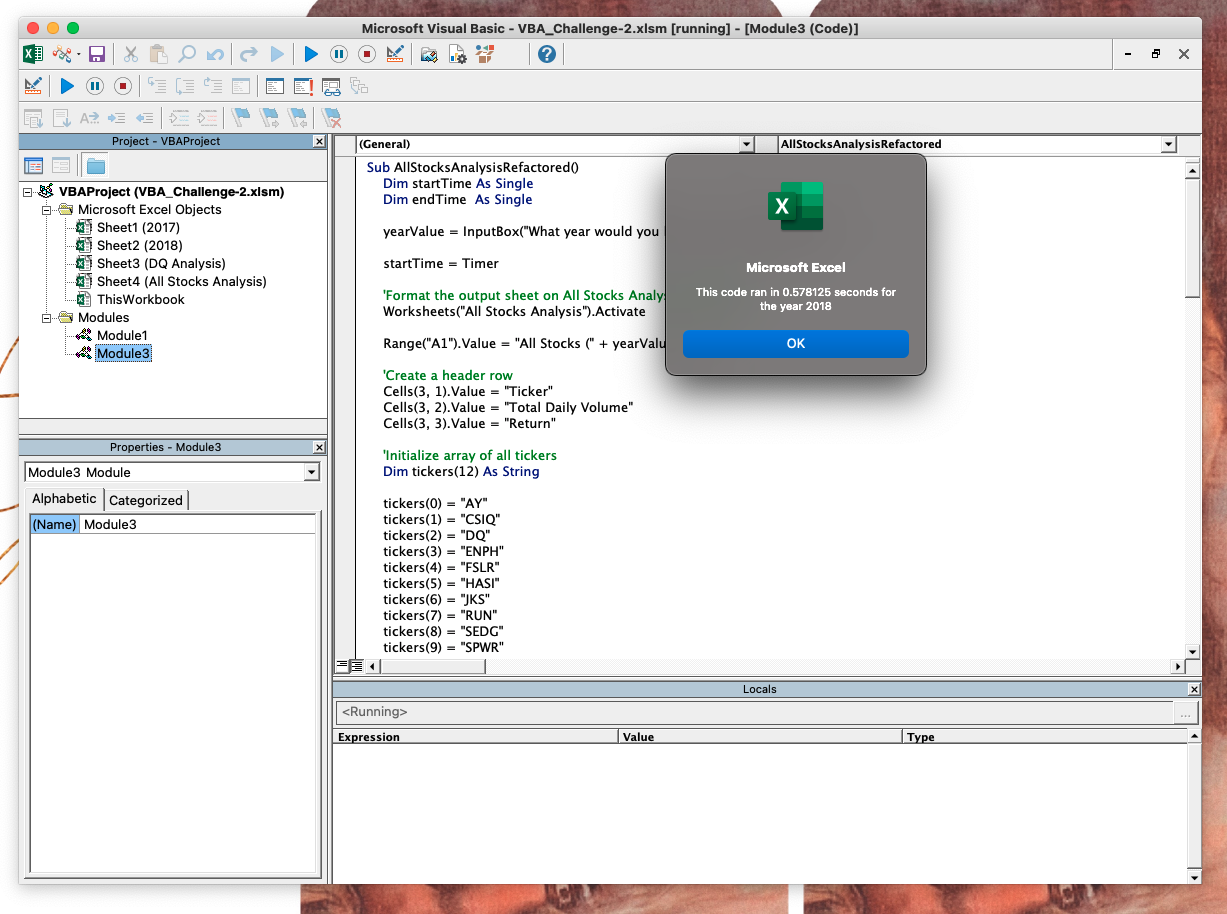 Microsoft Visual Basic - VBA_Challenge-2.xlsm [running] - [Module3 (Code)]
Project - VBAProject
VBAProject (VBA_Challenge-2.xlsm)
Microsoft Excel Objects
Sheet1 (2017)
Sheet2 (2018)
Sheet3 (DQ Analysis)
Sheet4 (All Stocks Analysis)
ThisWorkbook
Modules
Module1
Module3
Properties - Module3
Module3 Module
Alphabetic Categorized
(Name) Module3
(General) AllStocksAnalysisRefactored
Sub AllStocksAnalysisRefactored()
Dim startTime As Single
Dim endTime  As Single
yearValue = InputBox("What year would you
startTime = Timer
'Format the output sheet on All Stocks Analys
Worksheets("All Stocks Analysis").Activate
Range("A1").Value = "All Stocks (" + yearValu
'Create a header row
Cells(3, 1).Value = "Ticker"
Cells(3, 2).Value = "Total Daily Volume"
Cells(3, 3).Value = "Return"
'Initialize array of all tickers
Dim tickers(12) As String
tickers(0) = "AY"
tickers(1) = "CSIQ"
tickers(2) = "DQ"
tickers(3) = "ENPH"
tickers(4) = "FSLR"
tickers(5) = "HASI"
tickers(6) = "JKS"
tickers(7) = "RUN"
tickers(8) = "SEDG"
tickers(9) = "SPWR"
Microsoft Excel
This code ran in 0.578125 seconds for
the year 2018
OK
Locals
<Running>
...
Expression Value Type